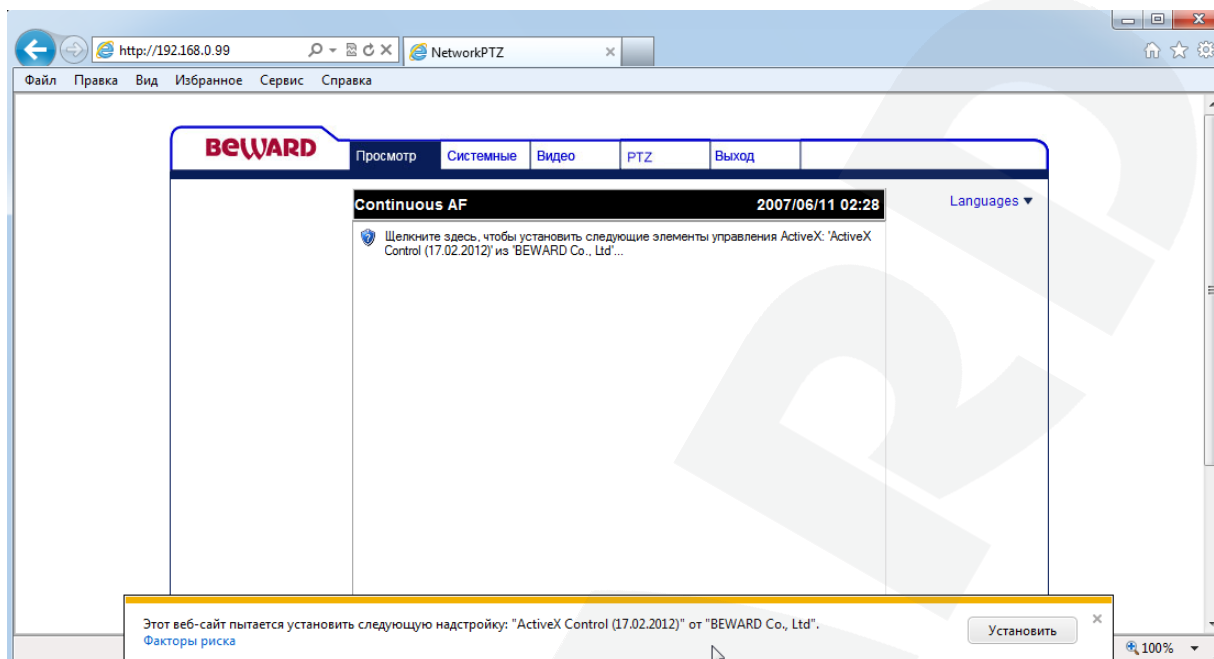 http://192.168.0.99
NetworkPTZ
Файл Правка Вид Избранное Сервис Справка
BEWARD
Просмотр Системные Видео PTZ Выход
Continuous AF 2007/06/11 02:28
Languages ▼
Щелкните здесь, чтобы установить следующие элементы управления ActiveX: 'ActiveX
Control (17.02.2012)' из 'BEWARD Co., Ltd'...
Этот веб-сайт пытается установить следующую надстройку: "ActiveX Control (17.02.2012)" от "BEWARD Co., Ltd".
Факторы риска
Установить
100%